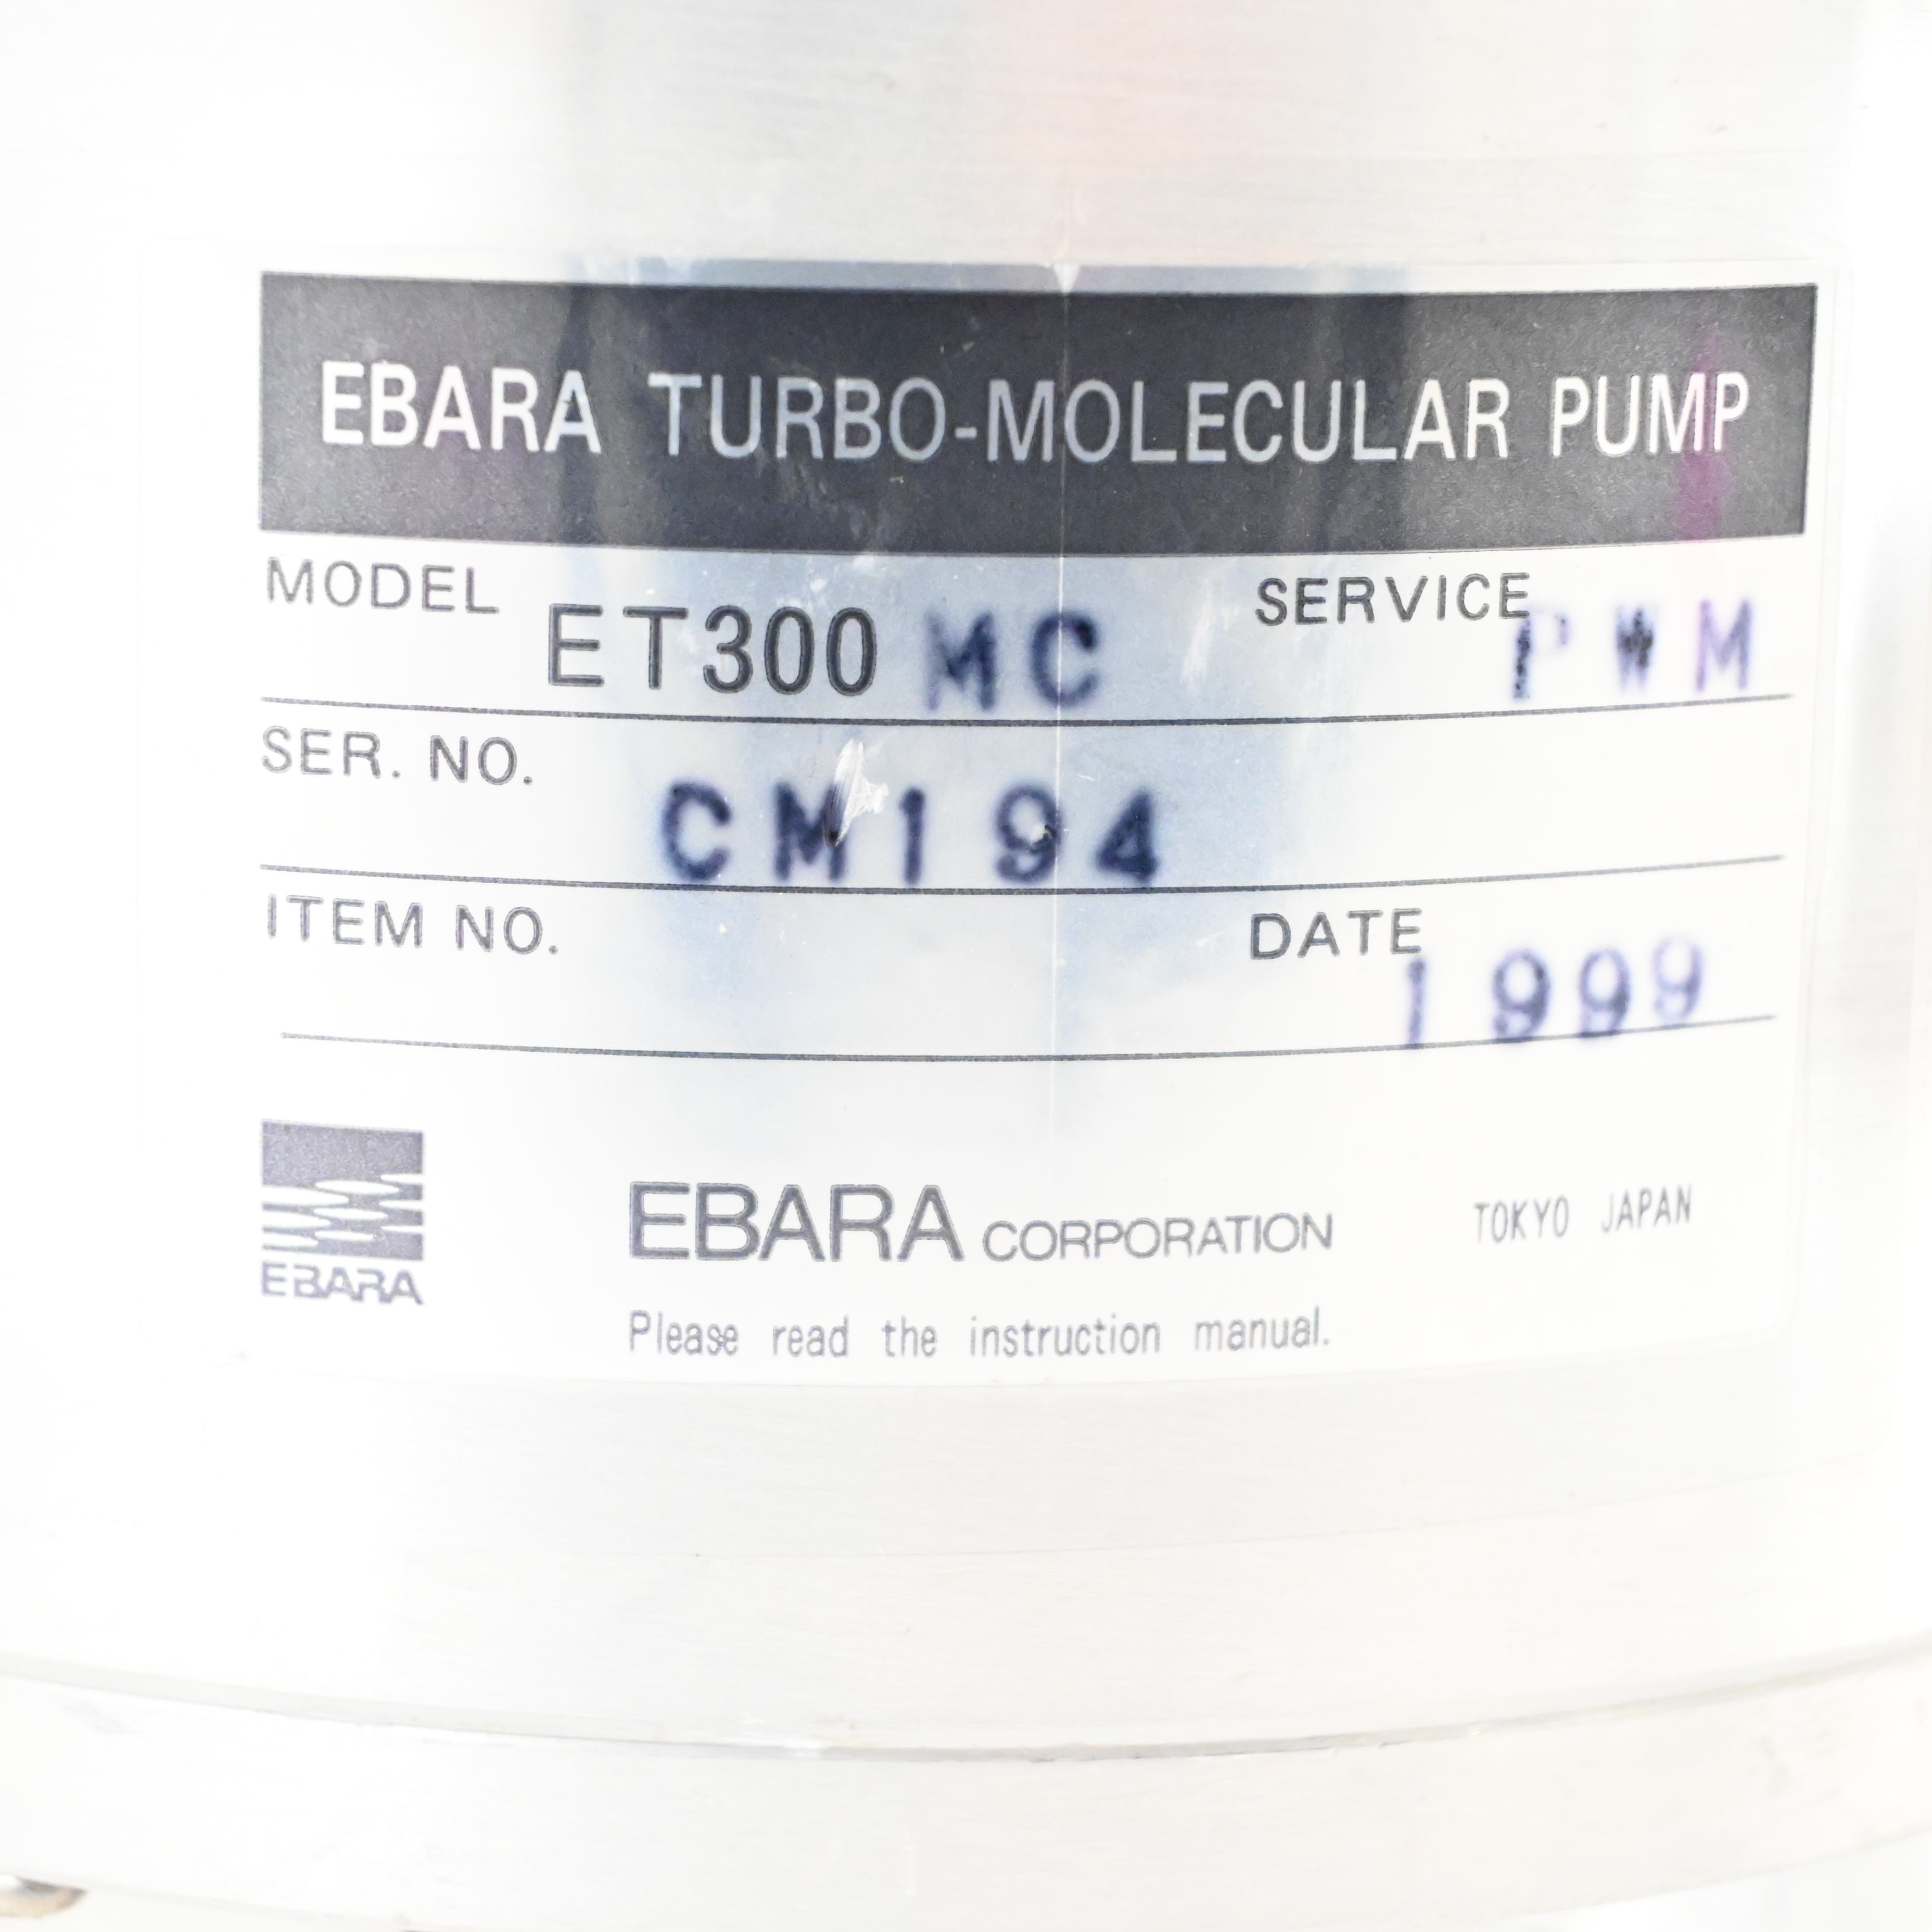 EBARA TURBO-MOLECULAR PUMP
MODEL ET300 MC SERVICE PWM
SER. NO. CM194
ITEM NO. DATE 1999
EBARA
EBARA CORPORATION TOKYO JAPAN
Please read the instruction manual.